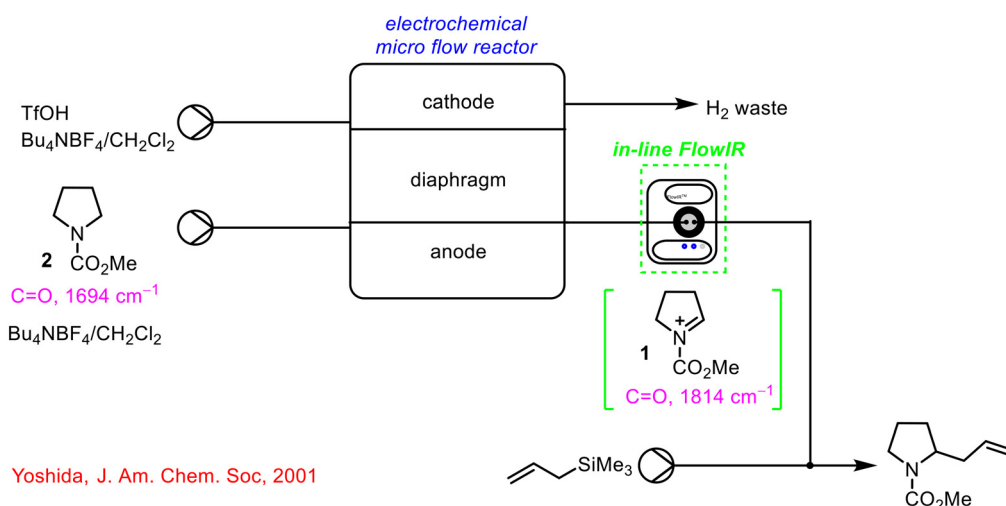 electrochemical
micro flow reactor
TfOH
Bu₄NBF₄/CH₂Cl₂
cathode
H₂ waste
in-line FlowIR
diaphragm
FlowIR™
N
2
CO₂Me
anode
C=O, 1694 cm⁻¹
Bu₄NBF₄/CH₂Cl₂
+
N
1
CO₂Me
C=O, 1814 cm⁻¹
Yoshida, J. Am. Chem. Soc, 2001
SiMe₃
N
CO₂Me